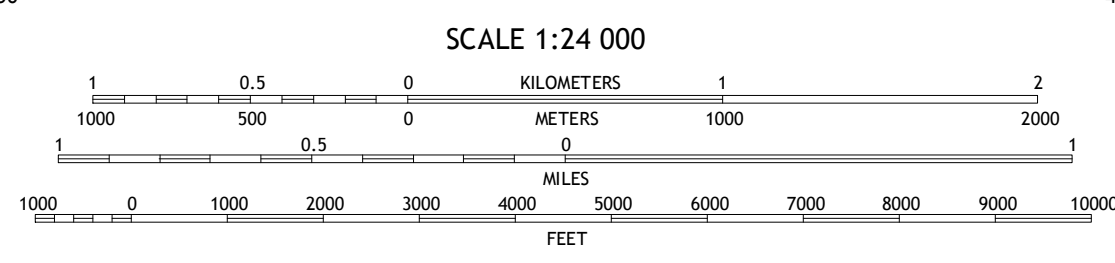 SCALE 1:24 000
1 0.5 0 KILOMETERS 1 2
1000 500 0 METERS 1000 2000
1 0.5 0 1
MILES
1000 0 1000 2000 3000 4000 5000 6000 7000 8000 9000 10000
FEET